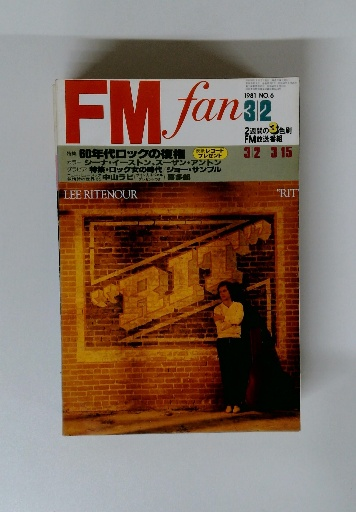 FM fan 3/2
1981 NO.6
2週間の3色刷
FM放送番組
3/2 3/15
60年代ロックの復権
レコード
プレゼント
シーナ・イーストン、スーザン・アントン
特集・ロック女の時代 ジョー・サンプル
中山ラビ 喜多郎
LEE RITENOUR "RIT"
"RIT"